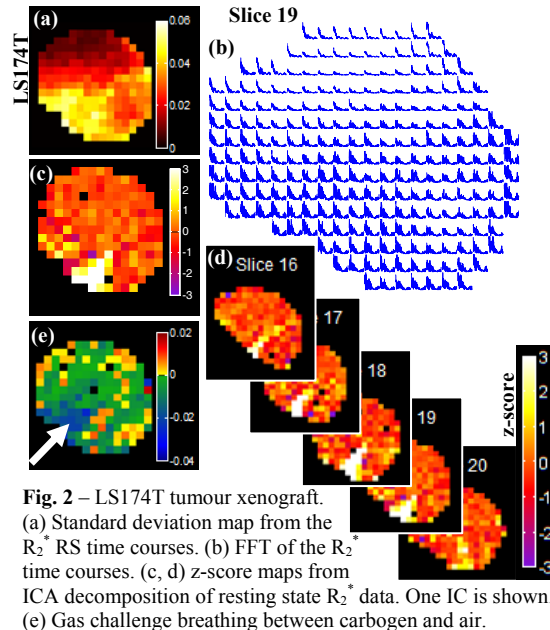 Slice 19
LS174T
(a)
0.06
0.04
0.02
0
(b)
(c)
3
2
1
0
-1
-2
-3
(d)
Slice 16
17
18
19
20
(e)
0.02
0
-0.02
-0.04
z-score
3
2
1
0
-1
-2
-3
Fig. 2 – LS174T tumour xenograft.
(a) Standard deviation map from the
R₂* RS time courses. (b) FFT of the R₂*
time courses. (c, d) z-score maps from
ICA decomposition of resting state R₂* data. One IC is shown.
(e) Gas challenge breathing between carbogen and air.